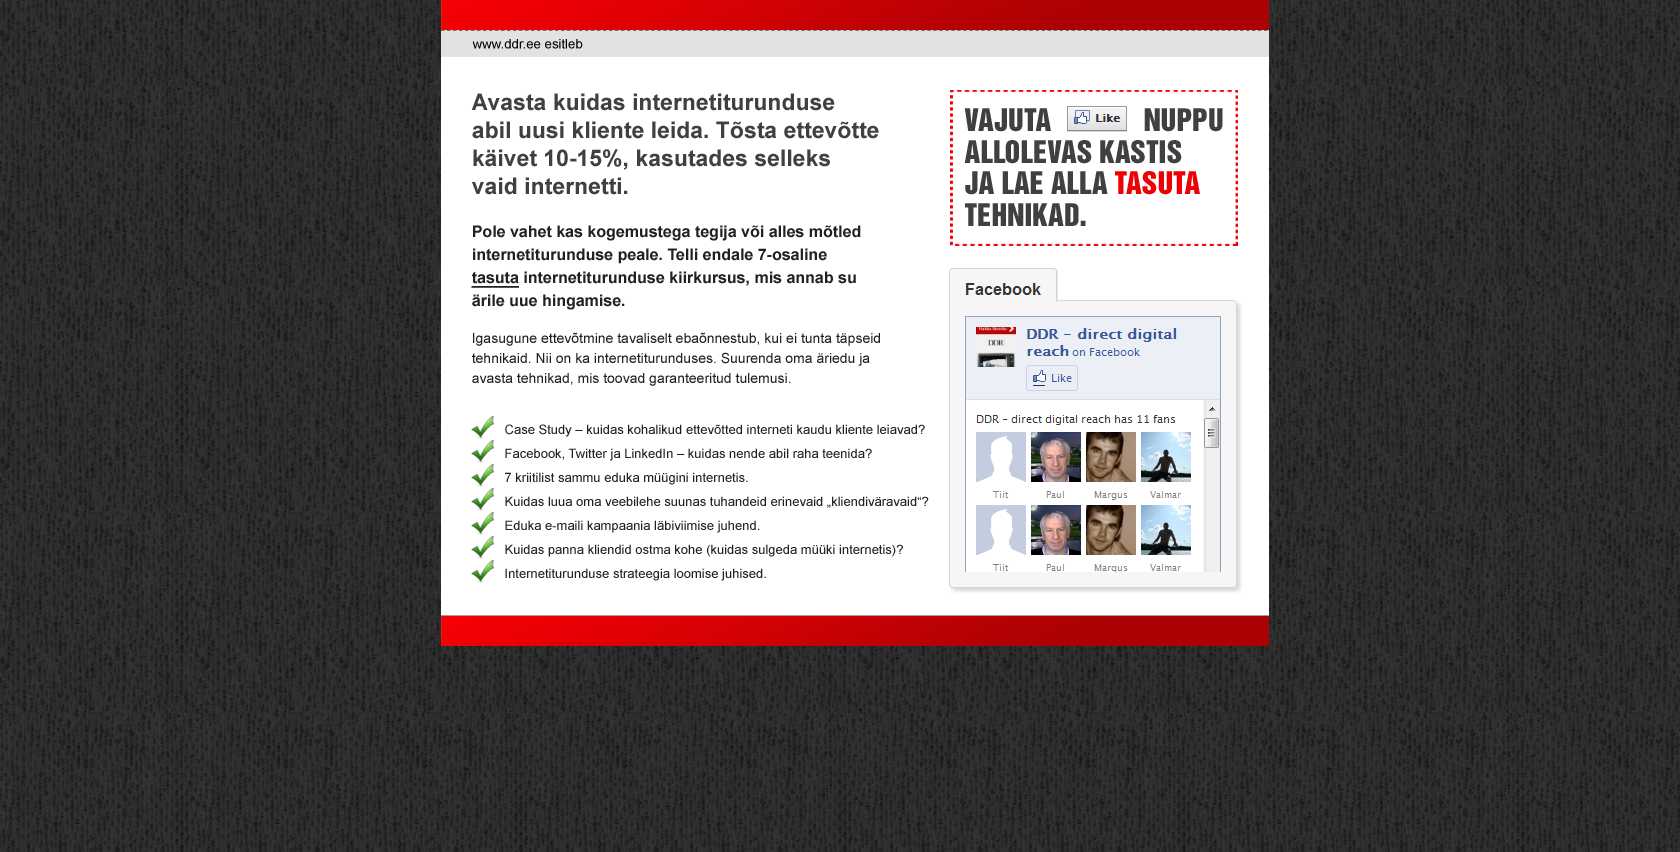 www.ddr.ee esitleb
Avasta kuidas internetiturunduse
abil uusi kliente leida. Tõsta ettevõtte
käivet 10-15%, kasutades selleks
vaid internetti.
Pole vahet kas kogemustega tegija või alles mõtled
internetiturunduse peale. Telli endale 7-osaline
tasuta internetiturunduse kiirkursus, mis annab su
ärile uue hingamise.
Igasugune ettevõtmine tavaliselt ebaõnnestub, kui ei tunta täpseid
tehnikaid. Nii on ka internetiturunduses. Suurenda oma äriedu ja
avasta tehnikad, mis toovad garanteeritud tulemusi.
Case Study – kuidas kohalikud ettevõtted interneti kaudu kliente leiavad?
Facebook, Twitter ja LinkedIn – kuidas nende abil raha teenida?
7 kriitilist sammu eduka müügini internetis.
Kuidas luua oma veebilehe suunas tuhandeid erinevaid „kliendiväravaid“?
Eduka e-maili kampaania läbiviimise juhend.
Kuidas panna kliendid ostma kohe (kuidas sulgeda müüki internetis)?
Internetiturunduse strateegia loomise juhised.
VAJUTA Like NUPPU
ALLOLEVAS KASTIS
JA LAE ALLA TASUTA
TEHNIKAD.
Facebook
DDR
DDR – direct digital
reach on Facebook
Like
DDR – direct digital reach has 11 fans
Tiit Paul Margus Valmar
Tiit Paul Margus Valmar